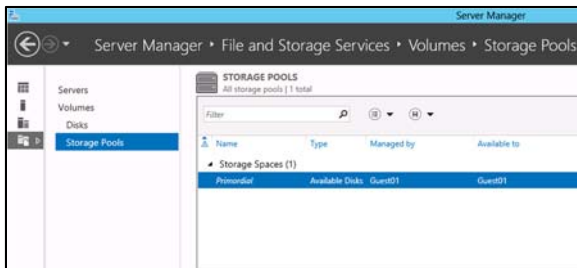 Server Manager
Server Manager ‣ File and Storage Services ‣ Volumes ‣ Storage Pools
Servers
Volumes
Disks
Storage Pools
STORAGE POOLS
All storage pools | 1 total
Filter
Name Type Managed by Available to
Storage Spaces (1)
Primordial Available Disks Guest01 Guest01